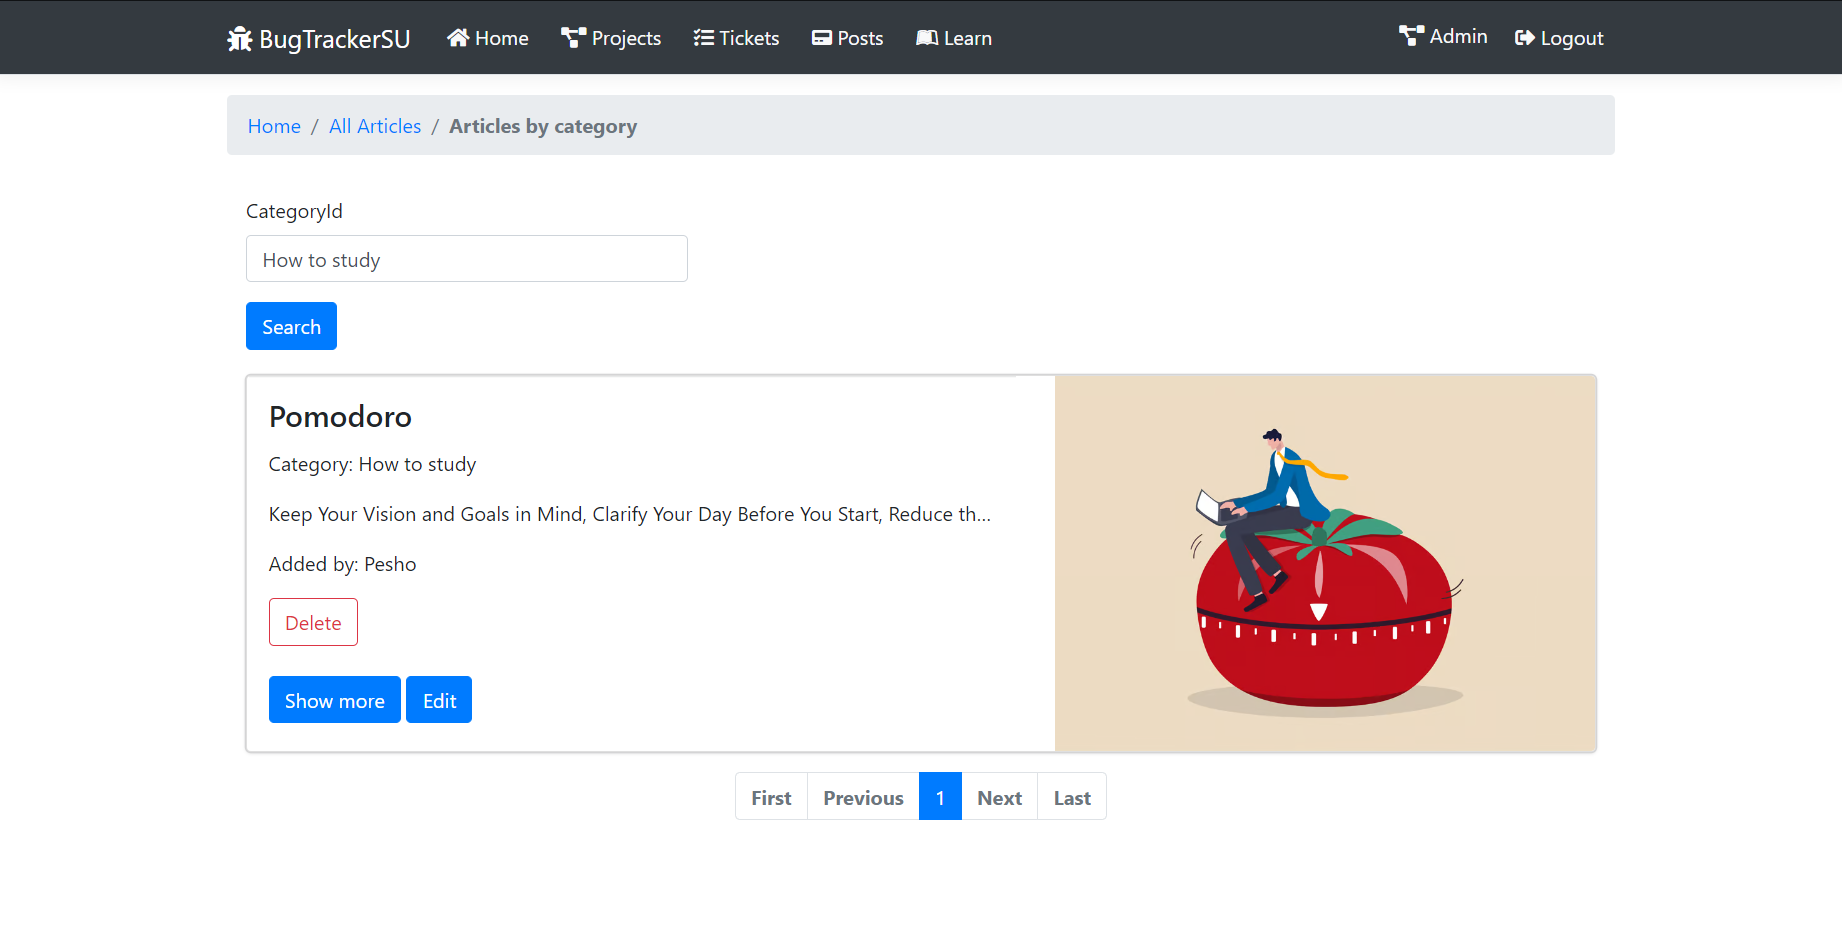 BugTrackerSU Home Projects Tickets Posts Learn Admin Logout
Home / All Articles / Articles by category
CategoryId
How to study
Search
Pomodoro
Category: How to study
Keep Your Vision and Goals in Mind, Clarify Your Day Before You Start, Reduce th...
Added by: Pesho
Delete
Show more Edit
First Previous 1 Next Last